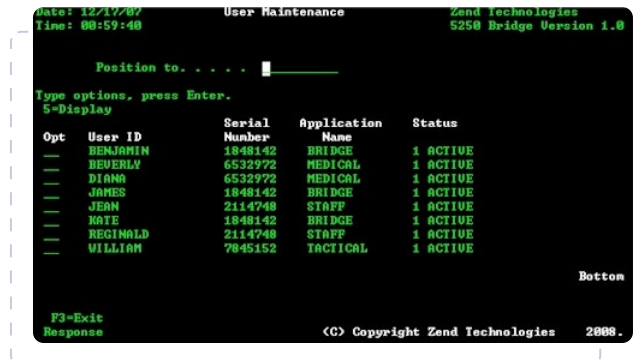 Date: 12/17/07 User Maintenance Zend Technologies
Time: 00:59:40 5250 Bridge Version 1.0
Position to. . . . .
Type options, press Enter.
5=Display
Serial Application Status
Opt User ID Number Name
BENJAMIN 1848142 BRIDGE 1 ACTIVE
BEVERLY 6532972 MEDICAL 1 ACTIVE
DIANA 6532972 MEDICAL 1 ACTIVE
JAMES 1848142 BRIDGE 1 ACTIVE
JEAN 2114748 STAFF 1 ACTIVE
KATE 1848142 BRIDGE 1 ACTIVE
REGINALD 2114748 STAFF 1 ACTIVE
WILLIAM 7845152 TACTICAL 1 ACTIVE
Bottom
F3=Exit
Response (C) Copyright Zend Technologies 2008.